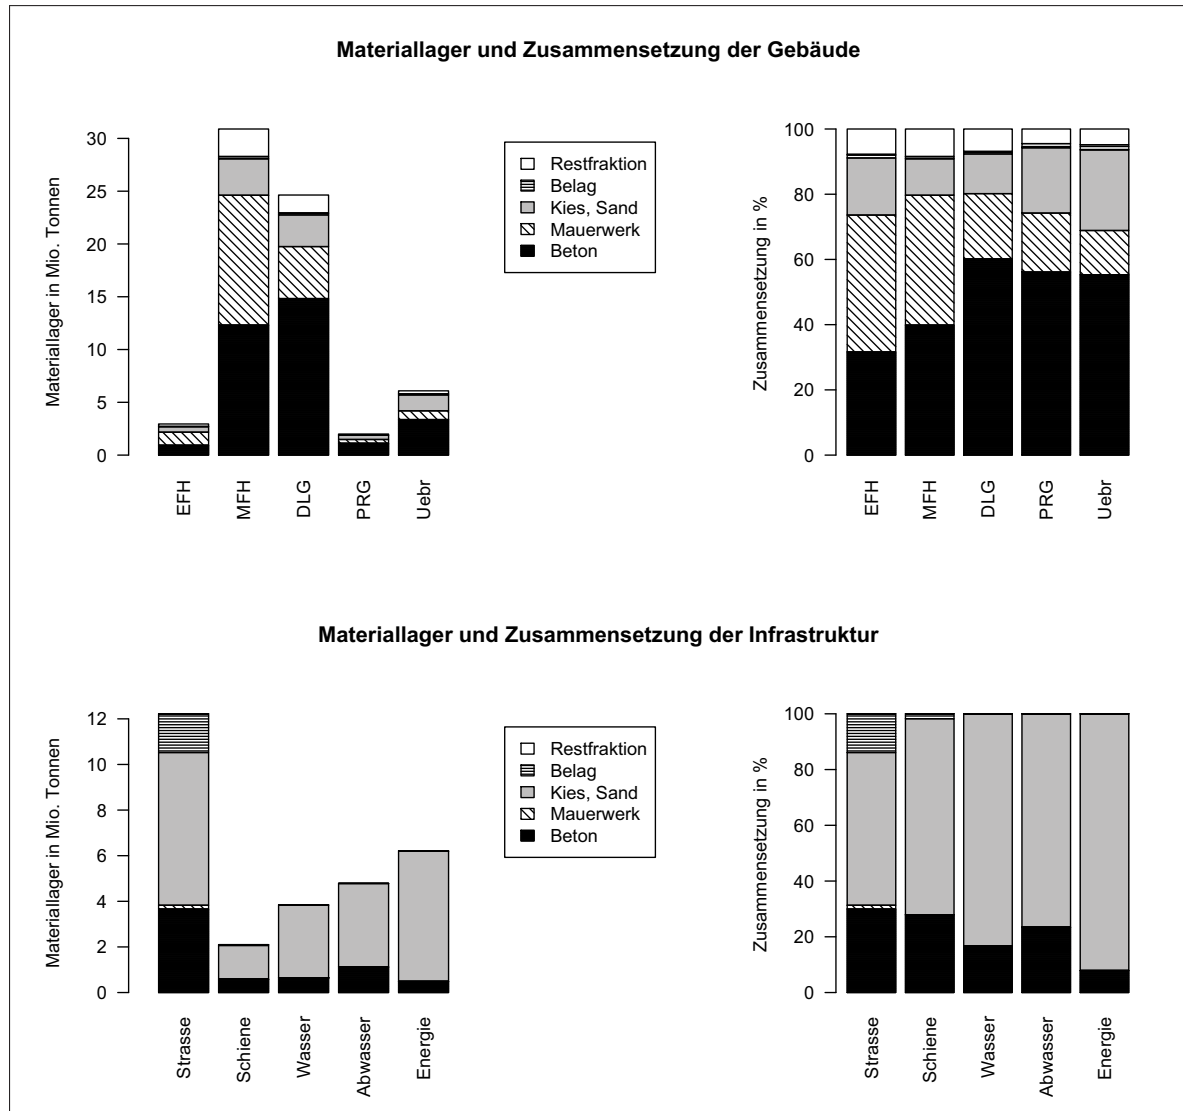 Materiallager und Zusammensetzung der Gebäude
Materiallager in Mio. Tonnen
30
25
20
15
10
5
0
EFH
MFH
DLG
PRG
Uebr
Restfraktion
Belag
Kies, Sand
Mauerwerk
Beton
Zusammensetzung in %
100
80
60
40
20
0
EFH
MFH
DLG
PRG
Uebr
Materiallager und Zusammensetzung der Infrastruktur
Materiallager in Mio. Tonnen
12
10
8
6
4
2
0
Strasse
Schiene
Wasser
Abwasser
Energie
Restfraktion
Belag
Kies, Sand
Mauerwerk
Beton
Zusammensetzung in %
100
80
60
40
20
0
Strasse
Schiene
Wasser
Abwasser
Energie